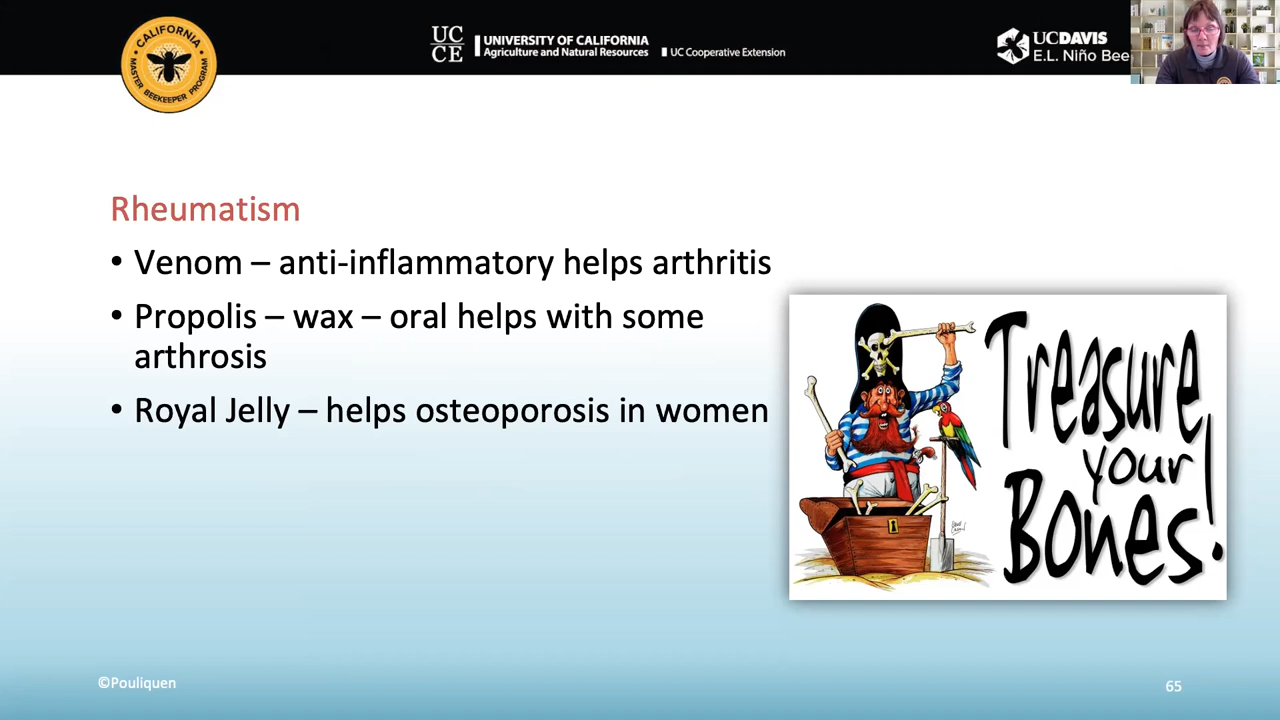 CALIFORNIA
MASTER BEEKEEPER PROGRAM
UC
CE
UNIVERSITY OF CALIFORNIA
Agriculture and Natural Resources
UC Cooperative Extension
UCDAVIS
E.L. Niño Bee
Rheumatism
• Venom – anti-inflammatory helps arthritis
• Propolis – wax – oral helps with some
arthrosis
• Royal Jelly – helps osteoporosis in women
Treasure
your
Bones!
©Pouliquen
65